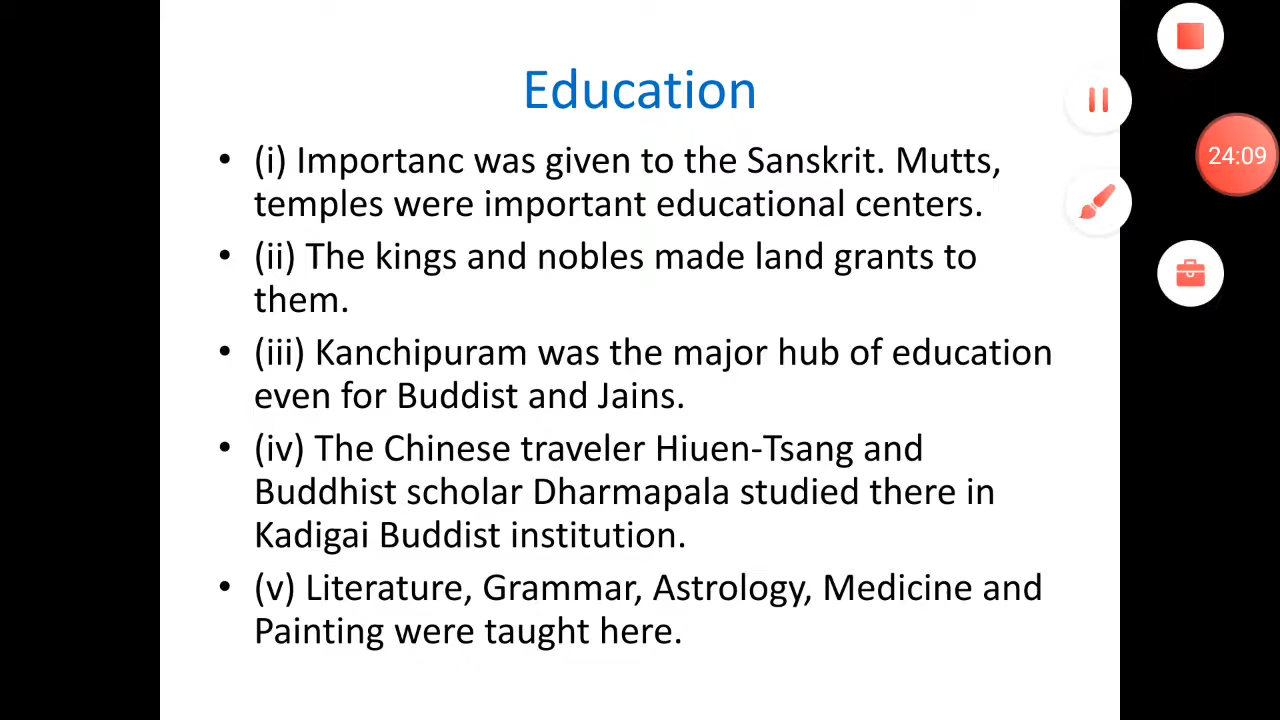 Education
• (i) Importanc was given to the Sanskrit. Mutts,
temples were important educational centers.
• (ii) The kings and nobles made land grants to
them.
• (iii) Kanchipuram was the major hub of education
even for Buddist and Jains.
• (iv) The Chinese traveler Hiuen-Tsang and
Buddhist scholar Dharmapala studied there in
Kadigai Buddist institution.
• (v) Literature, Grammar, Astrology, Medicine and
Painting were taught here.
24:09